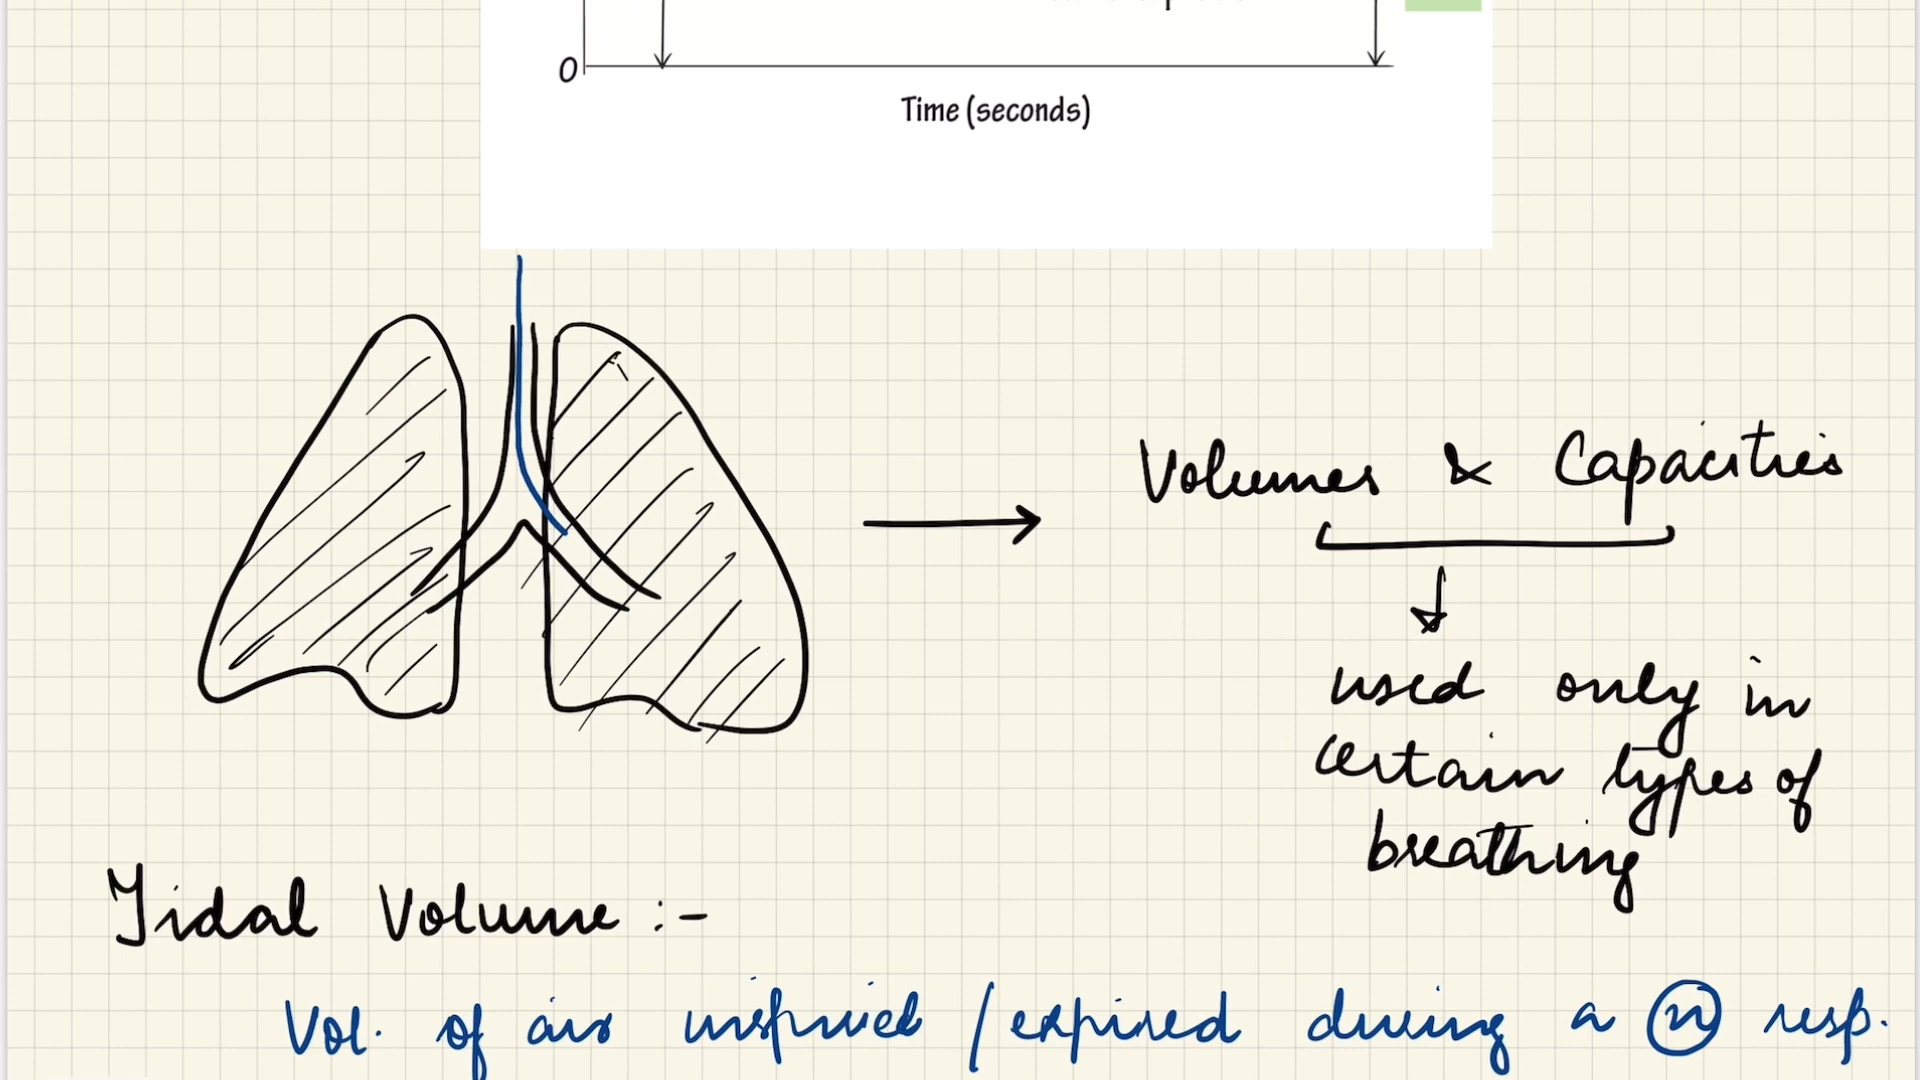 0
Time (seconds)
Volumes & Capacities
used only in
certain types of
breathing
Tidal Volume :-
Vol. of air inspired / expired during a n resp.